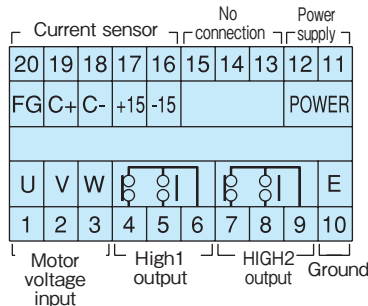 Current sensor
No connection
Power supply
20 19 18 17 16 15 14 13 12 11
FG C+ C- +15 -15 POWER
U V W E
1 2 3 4 5 6 7 8 9 10
Motor voltage input
High1 output
HIGH2 output
Ground